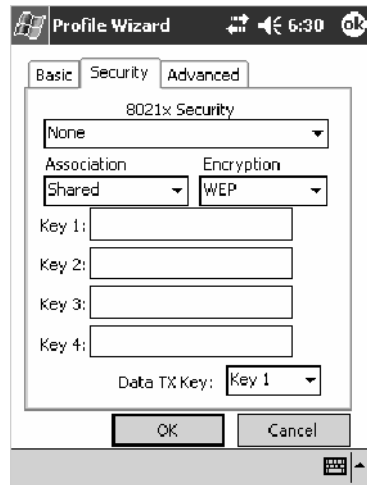 Profile Wizard 6:30 ok
Basic Security Advanced
8021x Security
None
Association Encryption
Shared WEP
Key 1:
Key 2:
Key 3:
Key 4:
Data TX Key: Key 1
OK Cancel